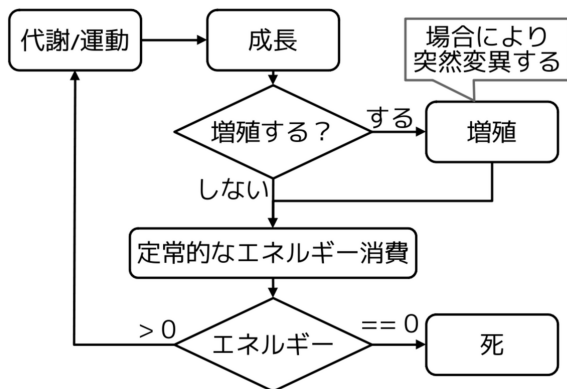 代謝/運動
成長
場合により
突然変異する
増殖する？
する
増殖
しない
定常的なエネルギー消費
> 0
エネルギー
== 0
死